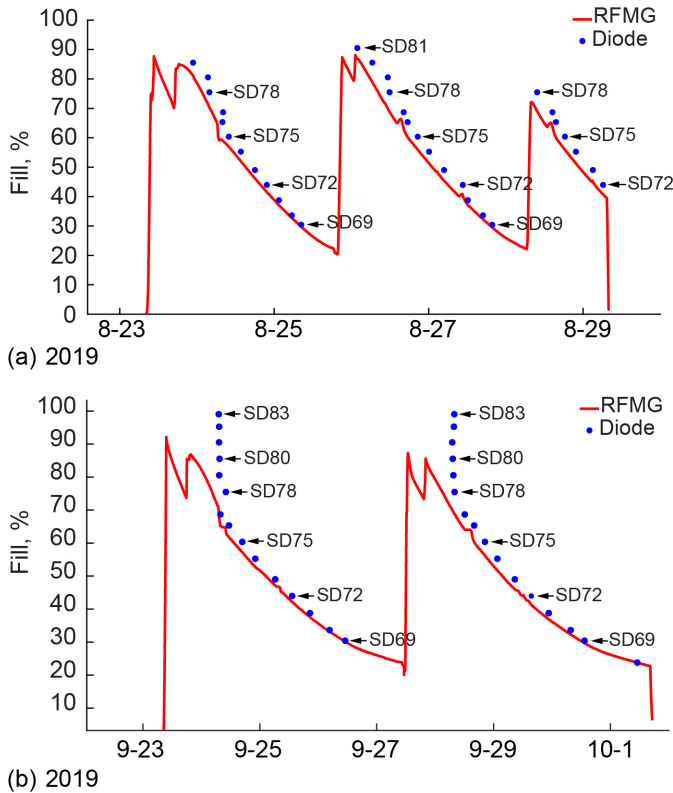 100
90
80
70
60
50
40
30
20
10
0
Fill, %
RFMG
Diode
SD81
SD78
SD78
SD78
SD75
SD75
SD75
SD72
SD72
SD72
SD69
SD69
8-23
8-25
8-27
8-29
(a) 2019
100
90
80
70
60
50
40
30
20
10
Fill, %
RFMG
Diode
SD83
SD83
SD80
SD80
SD78
SD78
SD75
SD75
SD72
SD72
SD69
SD69
9-23
9-25
9-27
9-29
10-1
(b) 2019